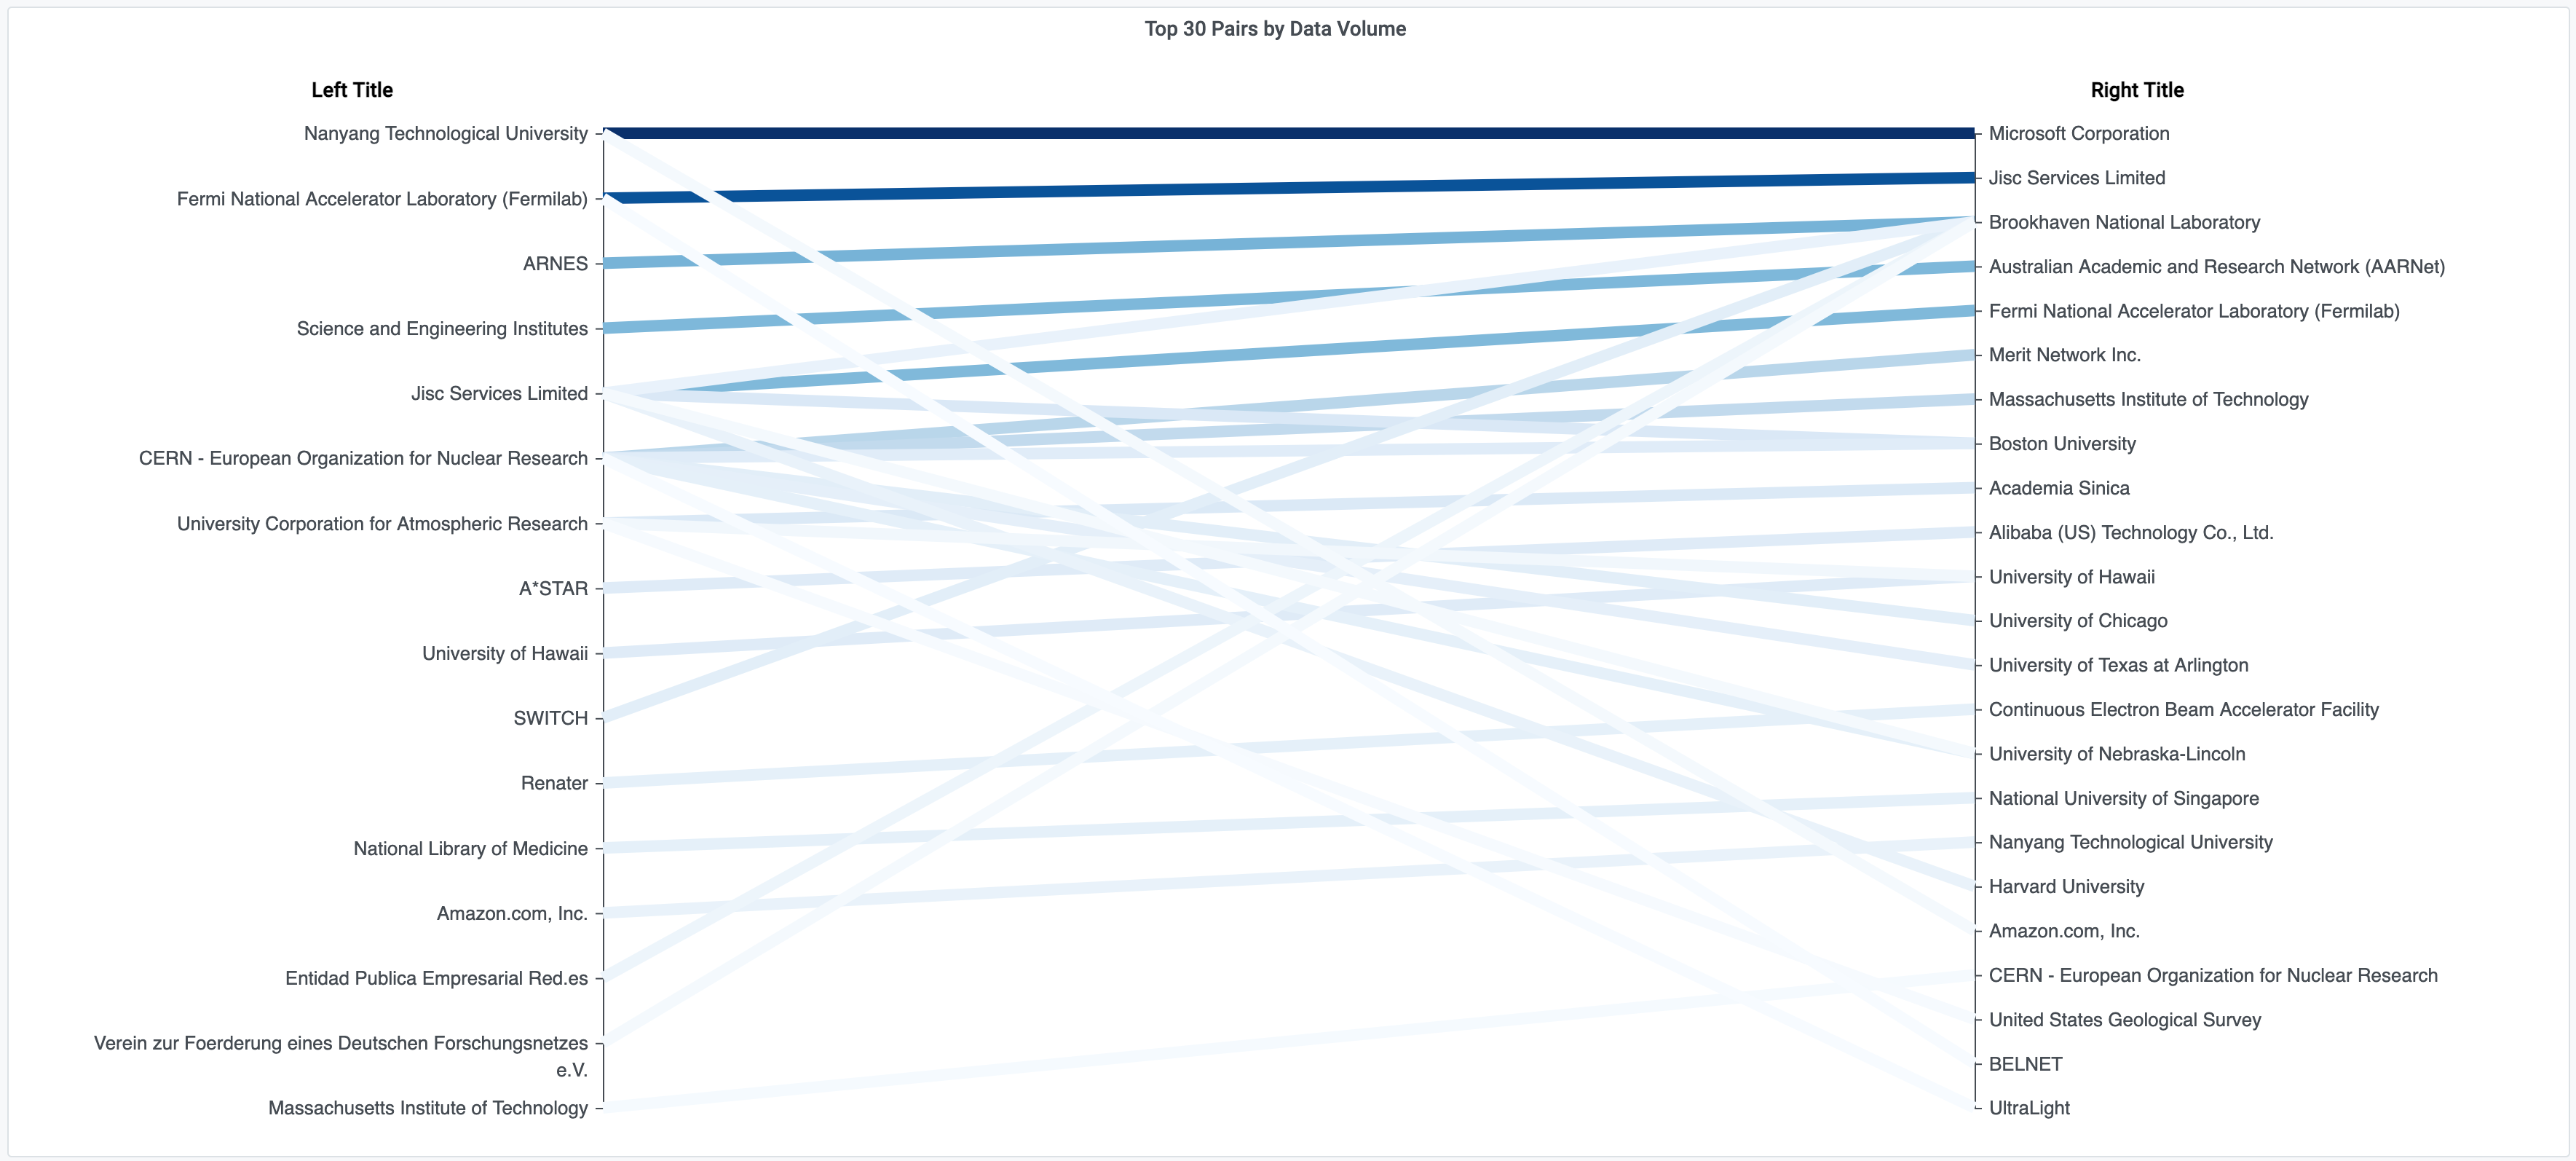 Top 30 Pairs by Data Volume
Left Title
Nanyang Technological University
Fermi National Accelerator Laboratory (Fermilab)
ARNES
Science and Engineering Institutes
Jisc Services Limited
CERN - European Organization for Nuclear Research
University Corporation for Atmospheric Research
A*STAR
University of Hawaii
SWITCH
Renater
National Library of Medicine
Amazon.com, Inc.
Entidad Publica Empresarial Red.es
Verein zur Foerderung eines Deutschen Forschungsnetzes
e.V.
Massachusetts Institute of Technology
Right Title
Microsoft Corporation
Jisc Services Limited
Brookhaven National Laboratory
Australian Academic and Research Network (AARNet)
Fermi National Accelerator Laboratory (Fermilab)
Merit Network Inc.
Massachusetts Institute of Technology
Boston University
Academia Sinica
Alibaba (US) Technology Co., Ltd.
University of Hawaii
University of Chicago
University of Texas at Arlington
Continuous Electron Beam Accelerator Facility
University of Nebraska-Lincoln
National University of Singapore
Nanyang Technological University
Harvard University
Amazon.com, Inc.
CERN - European Organization for Nuclear Research
United States Geological Survey
BELNET
UltraLight